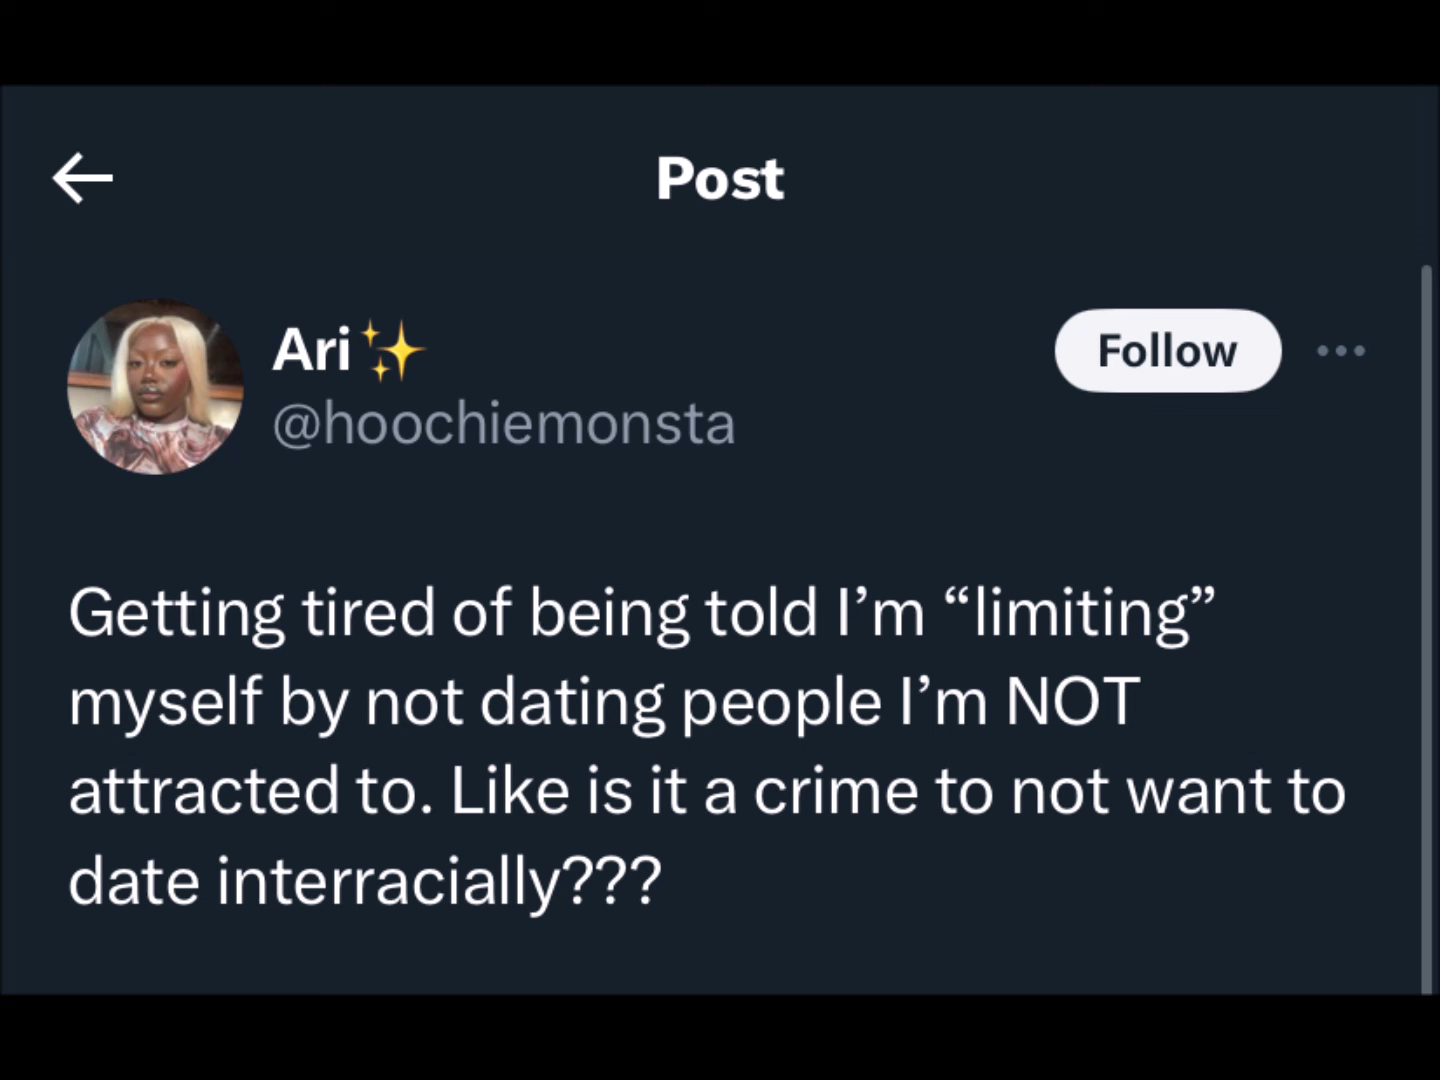 Post
Ari✨
@hoochiemonsta
Follow
Getting tired of being told I’m “limiting”
myself by not dating people I’m NOT
attracted to. Like is it a crime to not want to
date interracially???